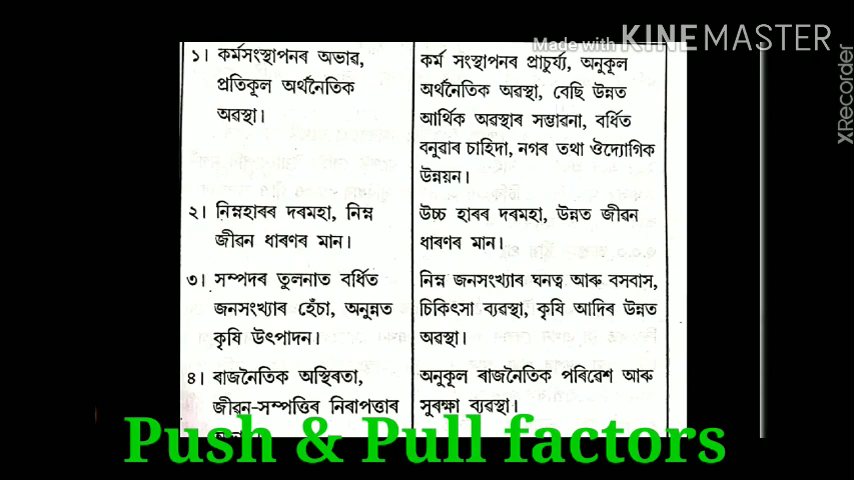 Made with KINEMASTER
XRecorder
১। কৰ্মসংস্থাপনৰ অভাৱ,
প্ৰতিকূল অৰ্থনৈতিক
অৱস্থা।
কৰ্ম সংস্থাপনৰ প্ৰাচুৰ্য্য, অনুকূল
অৰ্থনৈতিক অৱস্থা, বেছি উন্নত
আৰ্থিক অৱস্থাৰ সম্ভাৱনা, বৰ্ধিত
বনুৱাৰ চাহিদা, নগৰ তথা ঔদ্যোগিক
উন্নয়ন।
২। নিম্নহাৰৰ দৰমহা, নিম্ন
জীৱন ধাৰণৰ মান।
উচ্চ হাৰৰ দৰমহা, উন্নত জীৱন
ধাৰণৰ মান।
৩। সম্পদৰ তুলনাত বৰ্ধিত
জনসংখ্যাৰ হেঁচা, অনুন্নত
কৃষি উৎপাদন।
নিম্ন জনসংখ্যাৰ ঘনত্ব আৰু বসবাস,
চিকিৎসা ব্যৱস্থা, কৃষি আদিৰ উন্নত
অৱস্থা।
৪। ৰাজনৈতিক অস্থিৰতা,
জীৱন-সম্পত্তিৰ নিৰাপত্তাৰ
অনুকূল ৰাজনৈতিক পৰিৱেশ আৰু
সুৰক্ষা ব্যৱস্থা।
Push & Pull factors